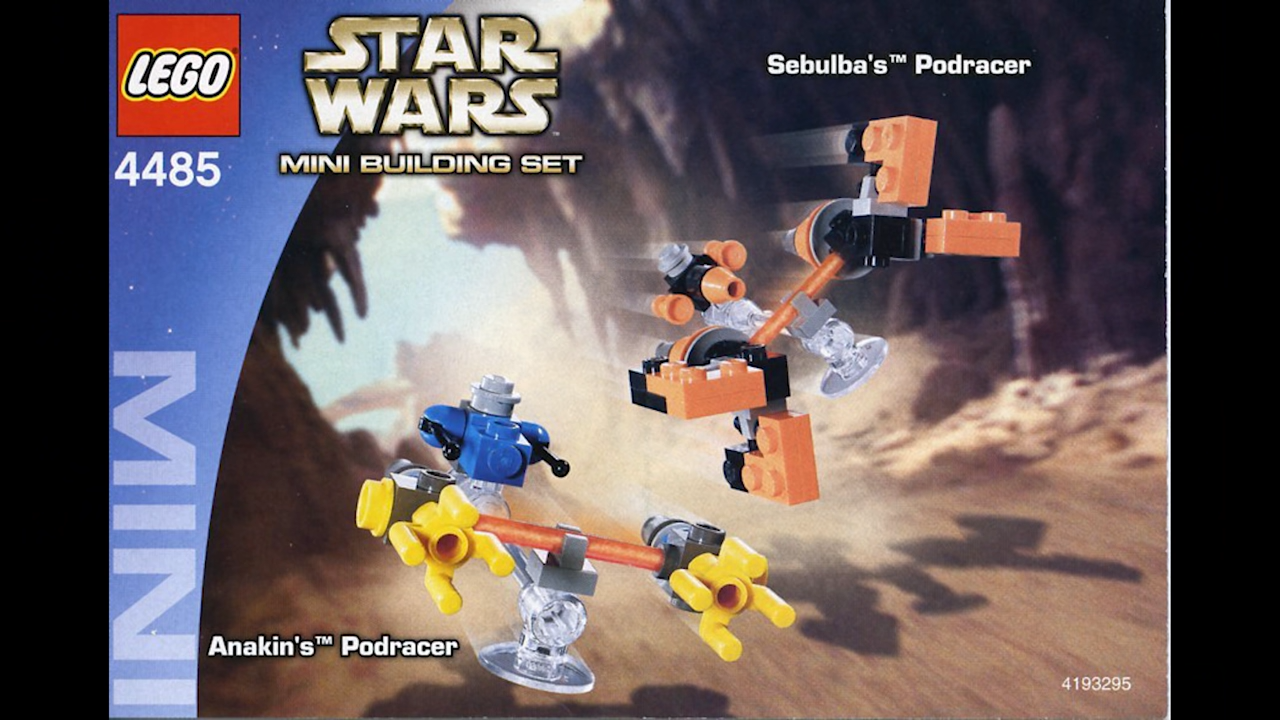 LEGO
4485
STAR
WARS
MINI BUILDING SET
Sebulba's™ Podracer
MINI
Anakin's™ Podracer
4193295